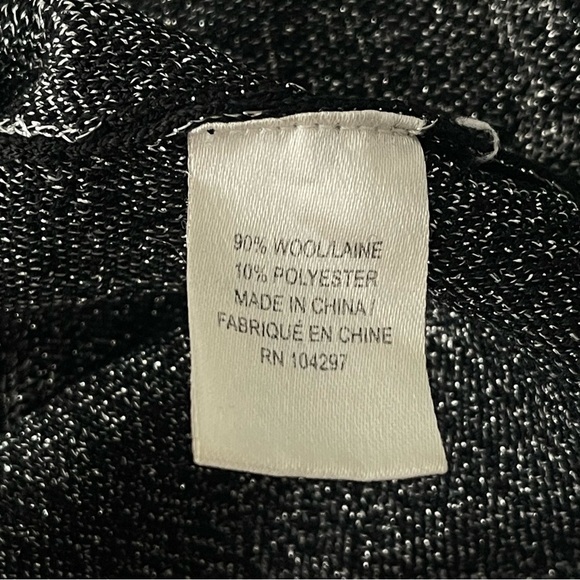 90% WOOL/LAINE
10% POLYESTER
MADE IN CHINA /
FABRIQUÉ EN CHINE
RN 104297